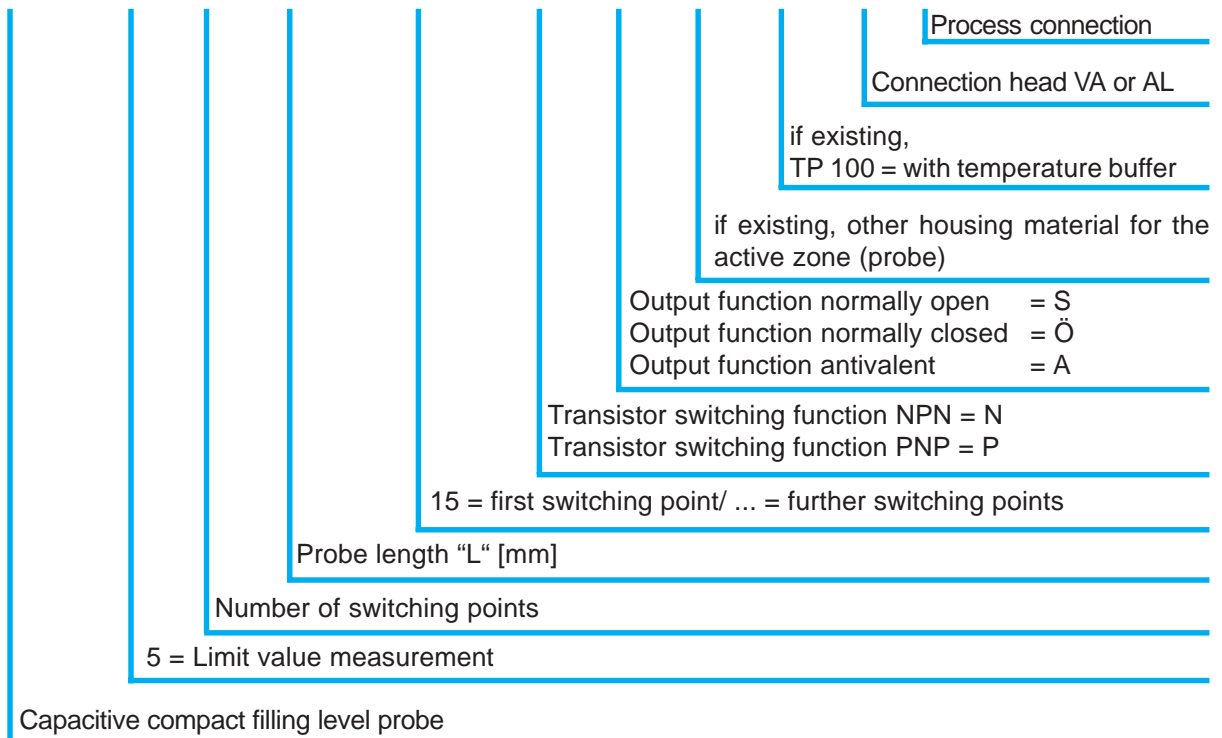 Process connection
Connection head VA or AL
if existing,
TP 100 = with temperature buffer
if existing, other housing material for the
active zone (probe)
Output function normally open = S
Output function normally closed = Ö
Output function antivalent = A
Transistor switching function NPN = N
Transistor switching function PNP = P
15 = first switching point/ ... = further switching points
Probe length “L“ [mm]
Number of switching points
5 = Limit value measurement
Capacitive compact filling level probe